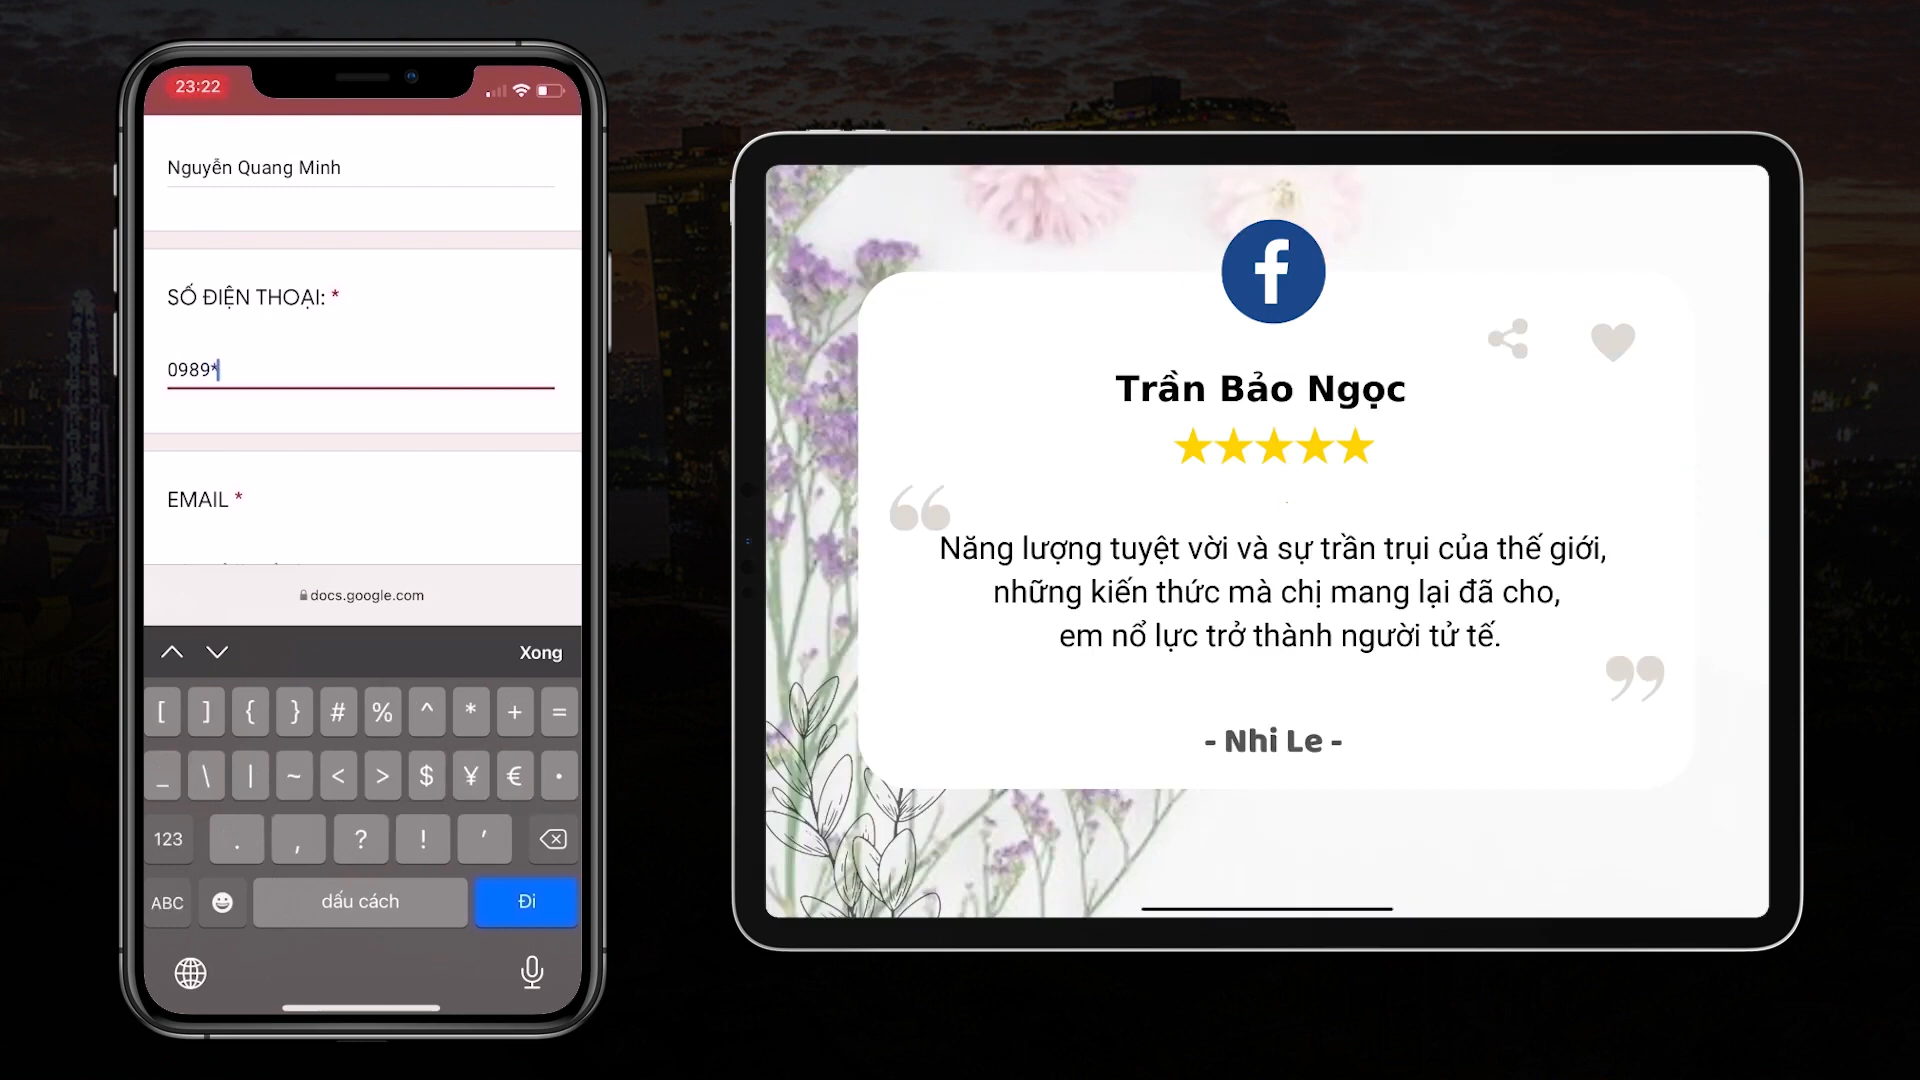 23:22
Nguyễn Quang Minh
SỐ ĐIỆN THOẠI: *
0989*
EMAIL *
docs.google.com
Xong
[ ] { } # % ^ * + =
_ \ | ~ < > $ ¥ € •
123 . , ? ! ’
ABC dấu cách Đi
f
Trần Bảo Ngọc
“
Năng lượng tuyệt vời và sự trần trụi của thế giới,
những kiến thức mà chị mang lại đã cho,
em nổ lực trở thành người tử tế.
”
- Nhi Le -